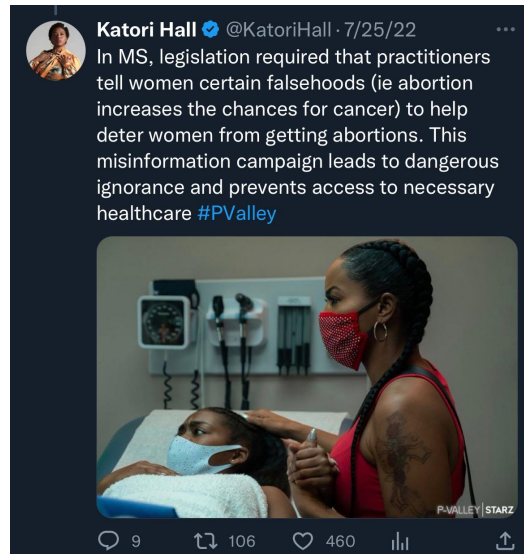 Katori Hall @KatoriHall · 7/25/22
In MS, legislation required that practitioners
tell women certain falsehoods (ie abortion
increases the chances for cancer) to help
deter women from getting abortions. This
misinformation campaign leads to dangerous
ignorance and prevents access to necessary
healthcare #PValley
P-VALLEY | STARZ
9 106 460